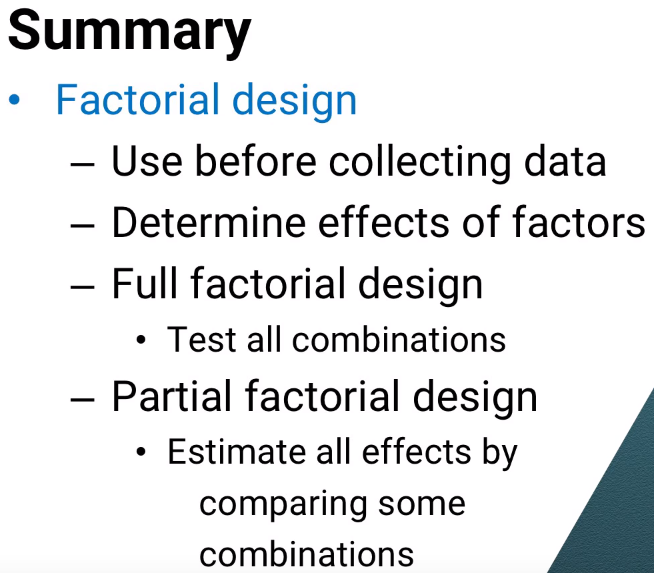 Summary
• Factorial design
– Use before collecting data
– Determine effects of factors
– Full factorial design
• Test all combinations
– Partial factorial design
• Estimate all effects by
comparing some
combinations